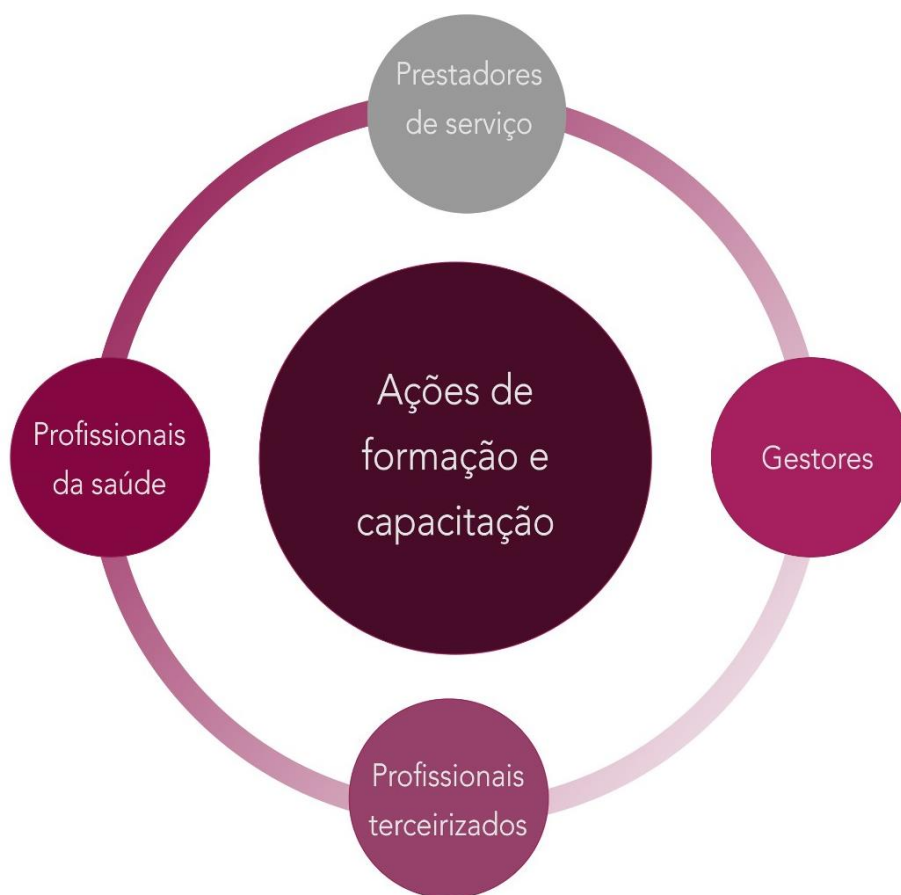 Prestadores
de serviço
Profissionais
da saúde
Ações de
formação e
capacitação
Gestores
Profissionais
terceirizados